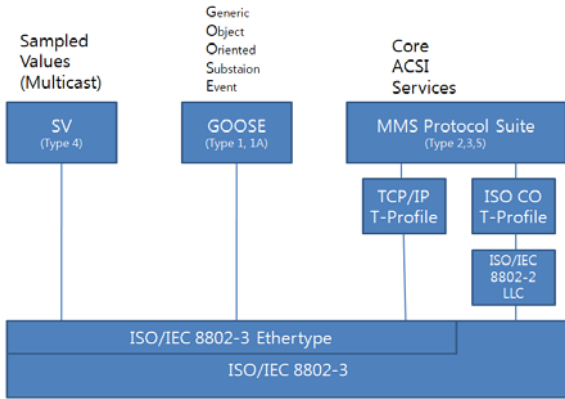 Sampled
Values
(Multicast)
Generic
Object
Oriented
Substaion
Event
Core
ACSI
Services
SV
(Type 4)
GOOSE
(Type 1, 1A)
MMS Protocol Suite
(Type 2,3,5)
TCP/IP
T-Profile
ISO CO
T-Profile
ISO/IEC
8802-2
LLC
ISO/IEC 8802-3 Ethertype
ISO/IEC 8802-3